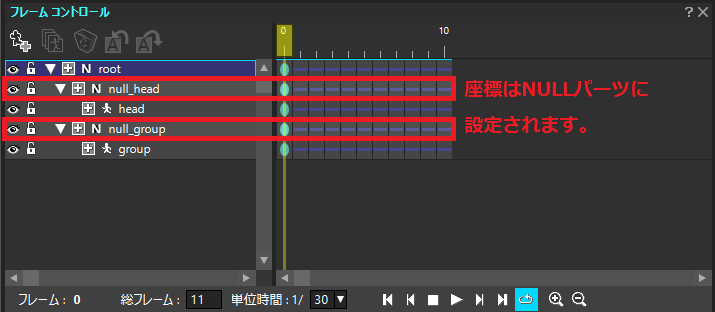 フレーム コントロール
0
10
N root
N null_head
head
N null_group
group
座標はNULLパーツに
設定されます。
フレーム : 0 総フレーム : 11 単位時間 : 1/ 30